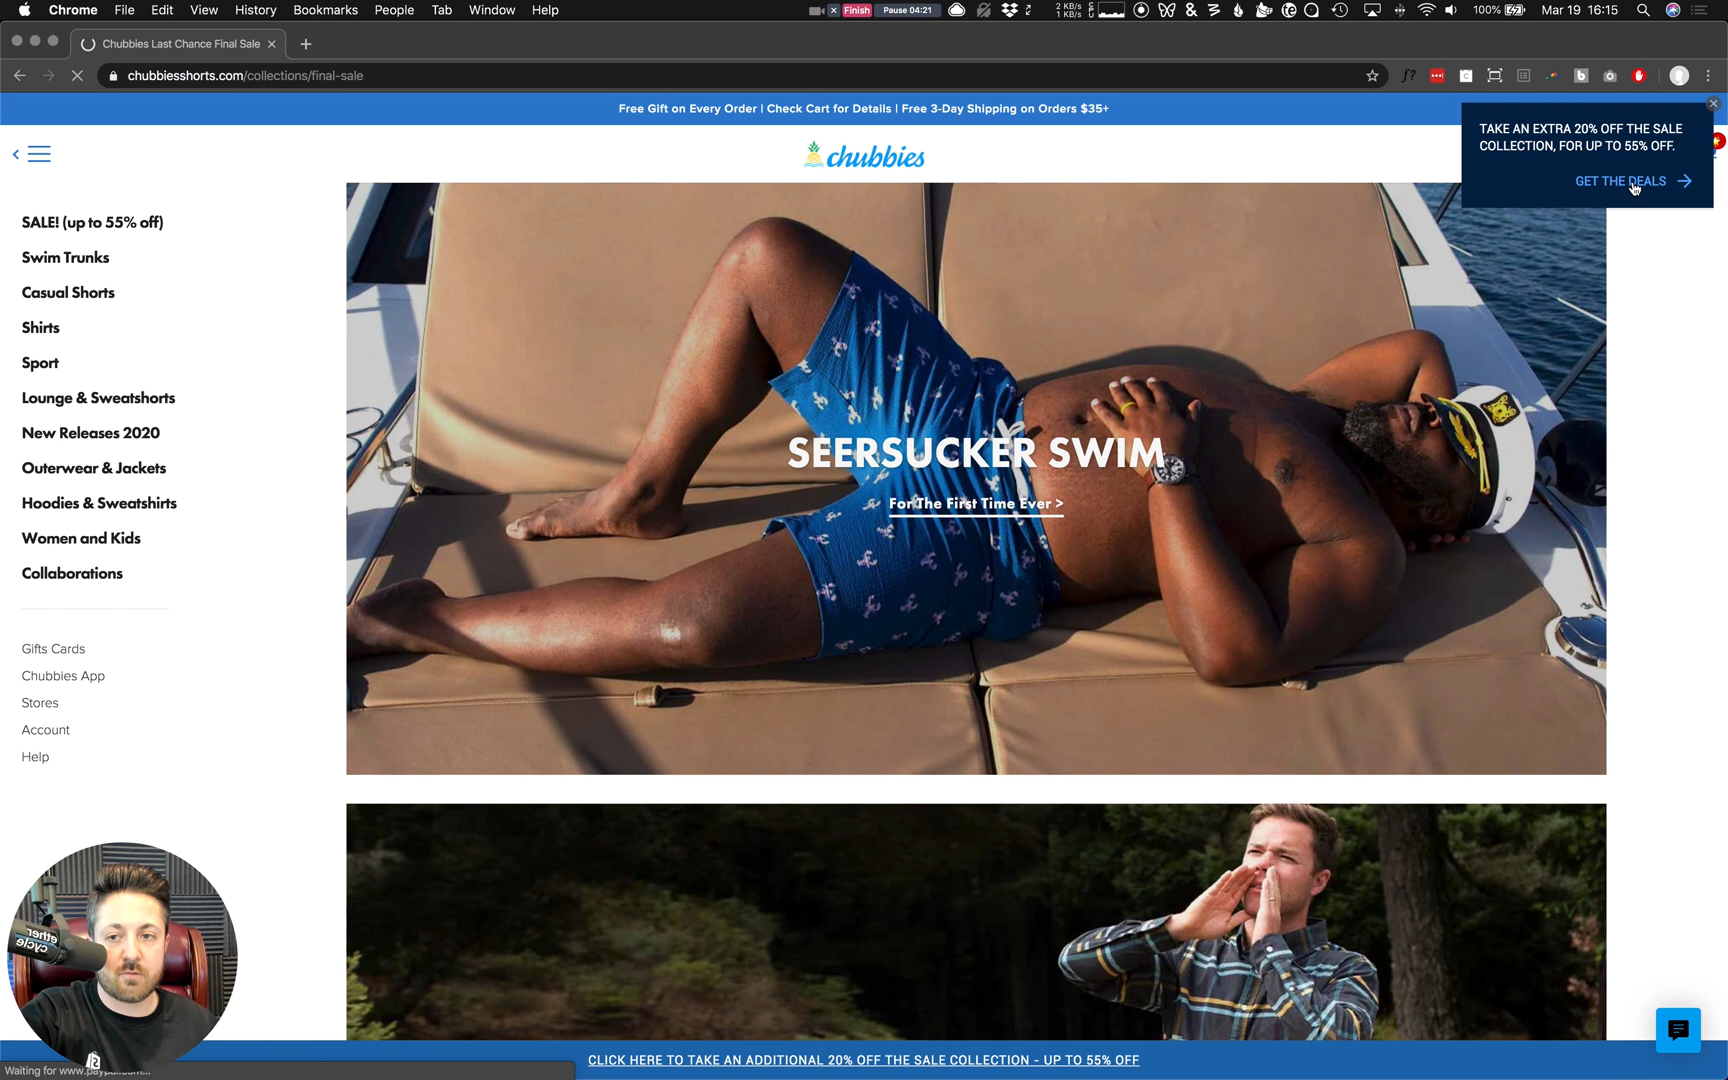 Chrome File Edit View History Bookmarks People Tab Window Help
Finish Pause 04:21
2 KB/s
1 KB/s
100% Mar 19 16:15
Chubbies Last Chance Final Sale
chubbiesshorts.com/collections/final-sale
Free Gift on Every Order | Check Cart for Details | Free 3-Day Shipping on Orders $35+
TAKE AN EXTRA 20% OFF THE SALE
COLLECTION, FOR UP TO 55% OFF.
GET THE DEALS
chubbies
SALE! (up to 55% off)
Swim Trunks
Casual Shorts
Shirts
Sport
Lounge & Sweatshorts
New Releases 2020
Outerwear & Jackets
Hoodies & Sweatshirts
Women and Kids
Collaborations
Gifts Cards
Chubbies App
Stores
Account
Help
SEERSUCKER SWIM
For The First Time Ever >
ether
cycle
CLICK HERE TO TAKE AN ADDITIONAL 20% OFF THE SALE COLLECTION - UP TO 55% OFF
Waiting for www.paypal.com...